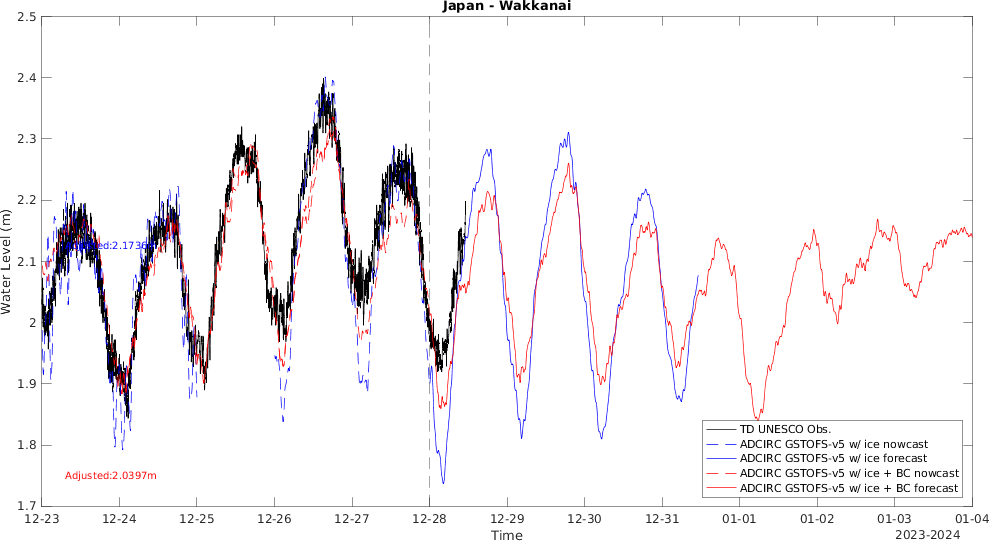 Japan - Wakkanai
2.5
2.4
2.3
2.2
2.1
2
1.9
1.8
1.7
Water Level (m)
:2.1736
Adjusted:2.0397m
TD UNESCO Obs.
ADCIRC GSTOFS-v5 w/ ice nowcast
ADCIRC GSTOFS-v5 w/ ice forecast
ADCIRC GSTOFS-v5 w/ ice + BC nowcast
ADCIRC GSTOFS-v5 w/ ice + BC forecast
12-23 12-24 12-25 12-26 12-27 12-28 12-29 12-30 12-31 01-01 01-02 01-03 01-04
Time
2023-2024